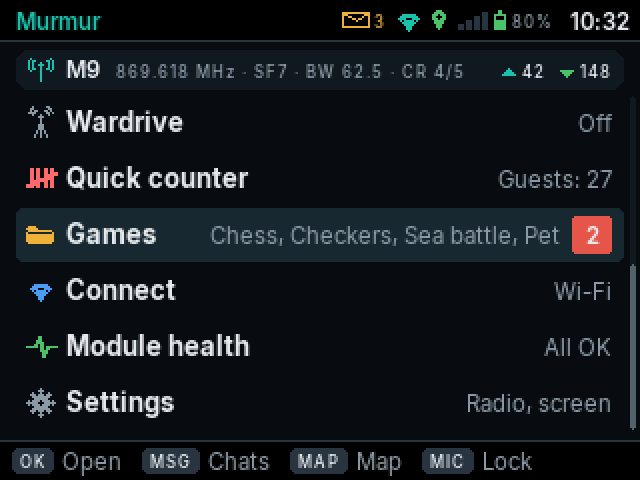 Murmur 3 80% 10:32
M9 869.618 MHz · SF7 · BW 62.5 · CR 4/5 42 148
Wardrive Off
Quick counter Guests: 27
Games Chess, Checkers, Sea battle, Pet 2
Connect Wi-Fi
Module health All OK
Settings Radio, screen
OK Open MSG Chats MAP Map MIC Lock